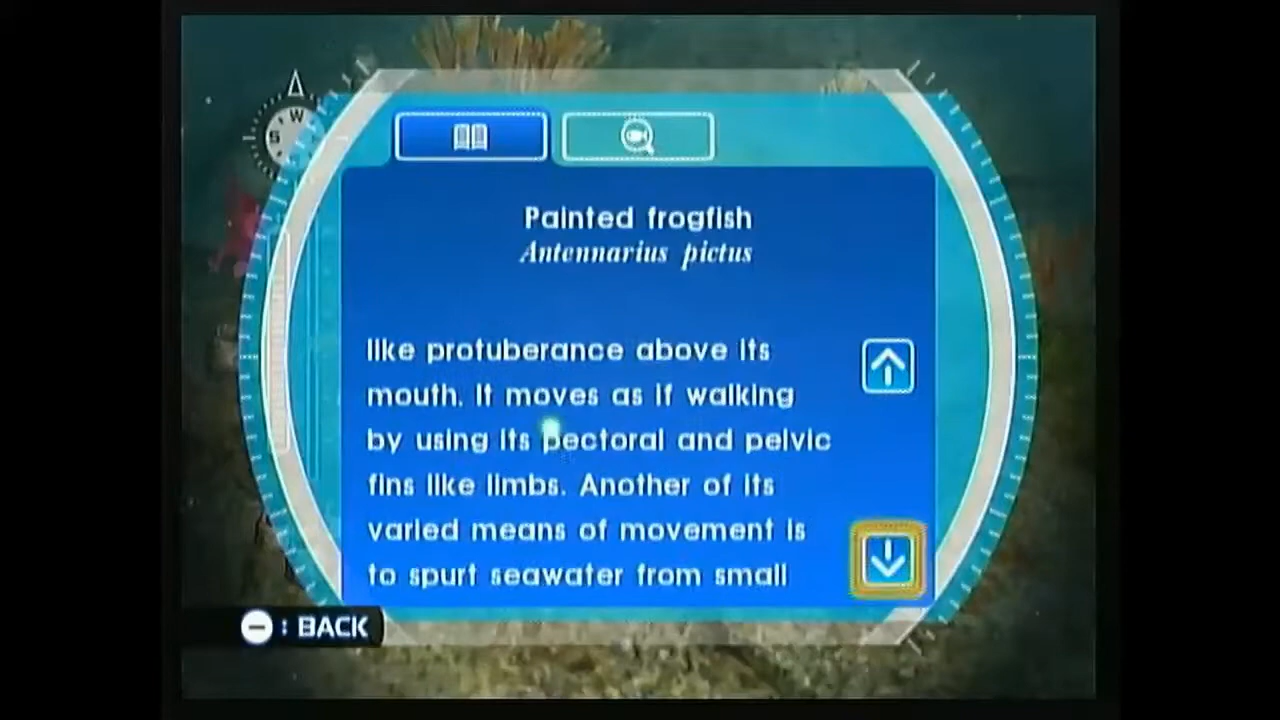 W
S
Painted frogfish
Antennarius pictus
like protuberance above its
mouth. It moves as if walking
by using its pectoral and pelvic
fins like limbs. Another of its
varied means of movement is
to spurt seawater from small
- : BACK